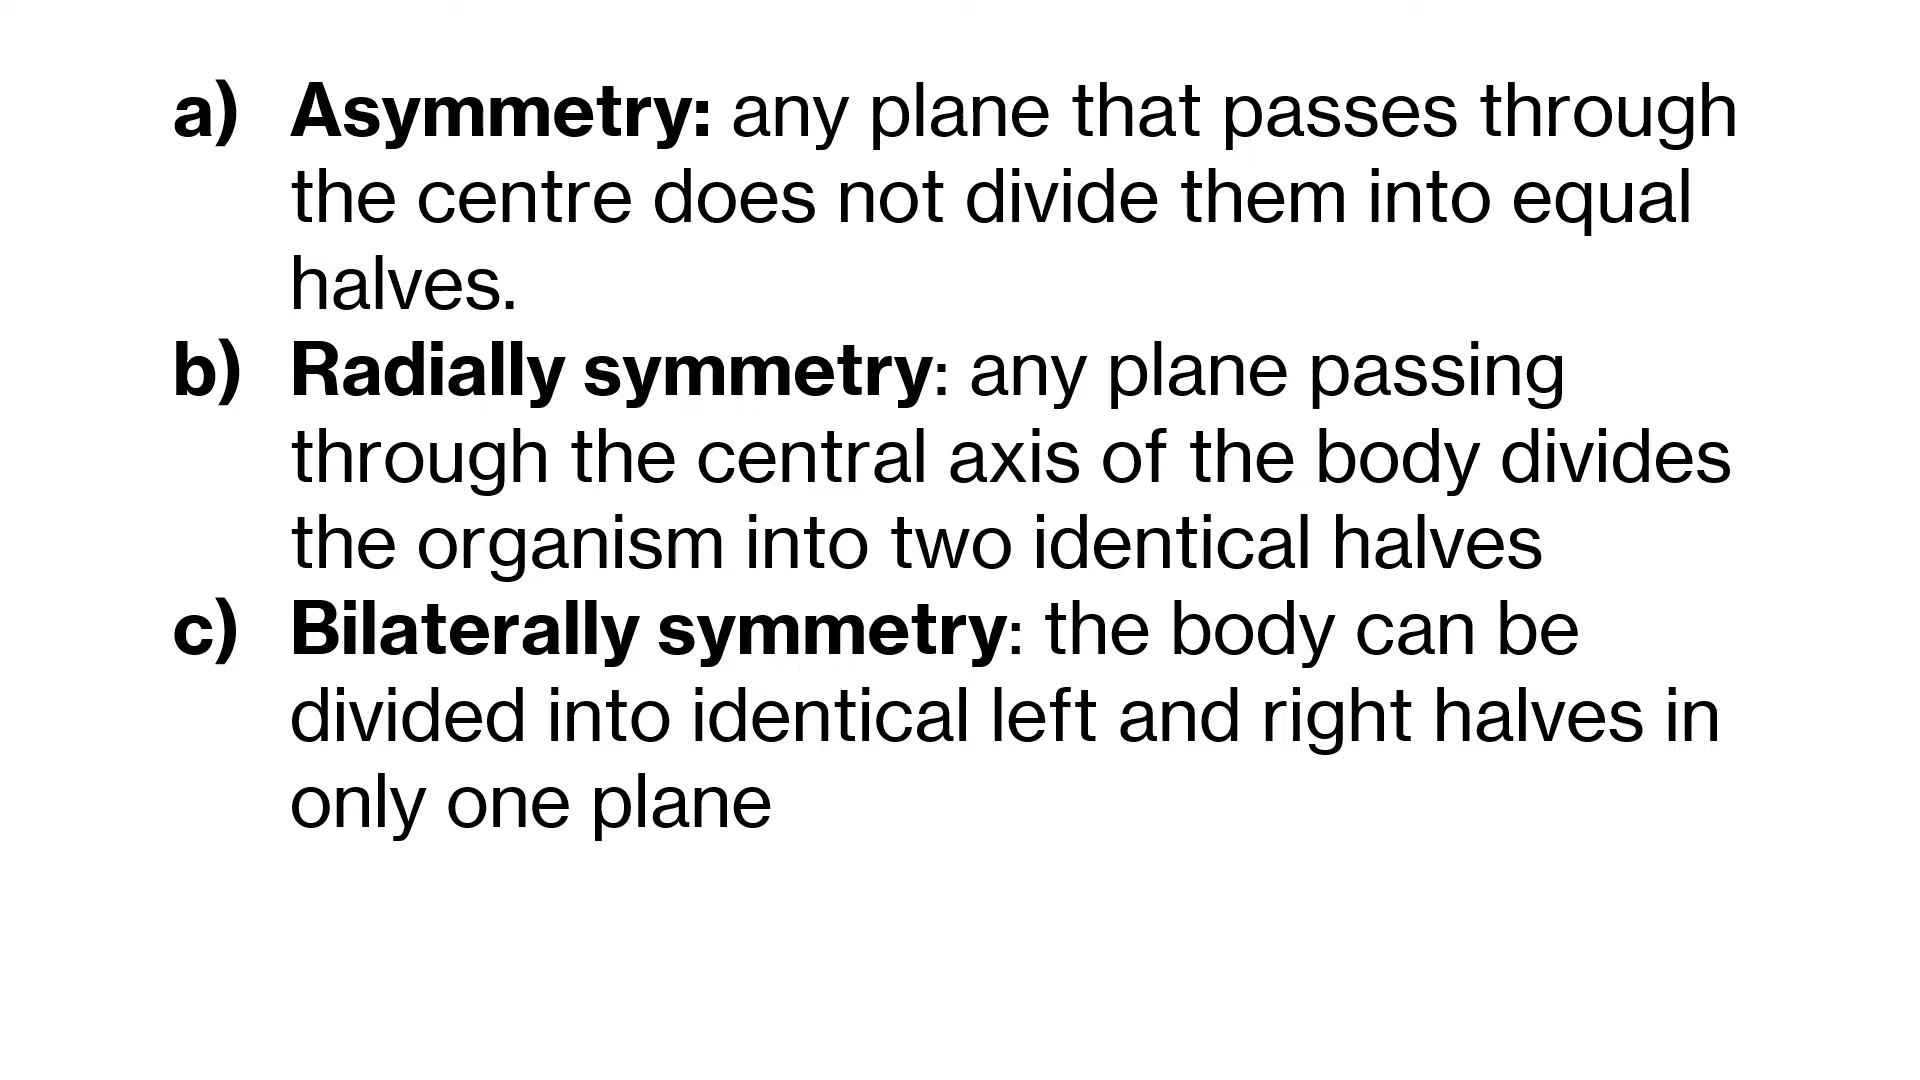 a) Asymmetry: any plane that passes through
the centre does not divide them into equal
halves.
b) Radially symmetry: any plane passing
through the central axis of the body divides
the organism into two identical halves
c) Bilaterally symmetry: the body can be
divided into identical left and right halves in
only one plane